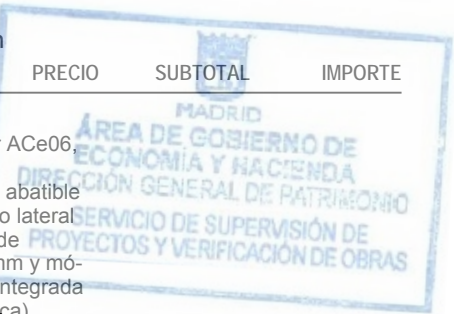 PRECIO SUBTOTAL IMPORTE
MADRID
ACe06,
ÁREA DE GOBIERNO DE
ECONOMÍA Y HACIENDA
abatible
DIRECCIÓN GENERAL DE PATRIMONIO
o lateral
SERVICIO DE SUPERVISIÓN DE
de
PROYECTOS Y VERIFICACIÓN DE OBRAS
mm y mó-
ntegrada
ca)